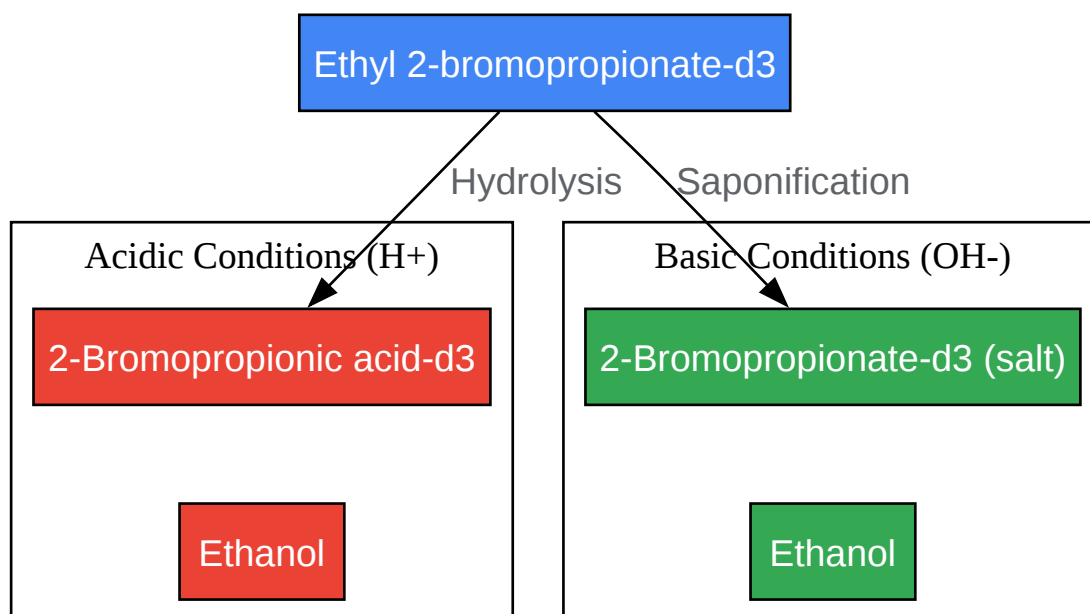 Ethyl 2-bromopropionate-d3
Hydrolysis
Saponification
Acidic Conditions (H+)
Basic Conditions (OH-)
2-Bromopropionic acid-d3
2-Bromopropionate-d3 (salt)
Ethanol
Ethanol